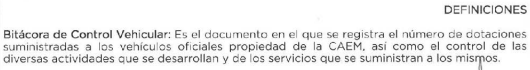 DEFINICIONES
Bitácora de Control Vehicular: Es el documento en el que se registra el número de dotaciones
suministradas a los vehículos oficiales propiedad de la CAEM, así como el control de las
diversas actividades que se desarrollan y de los servicios que se suministran a los mismos.